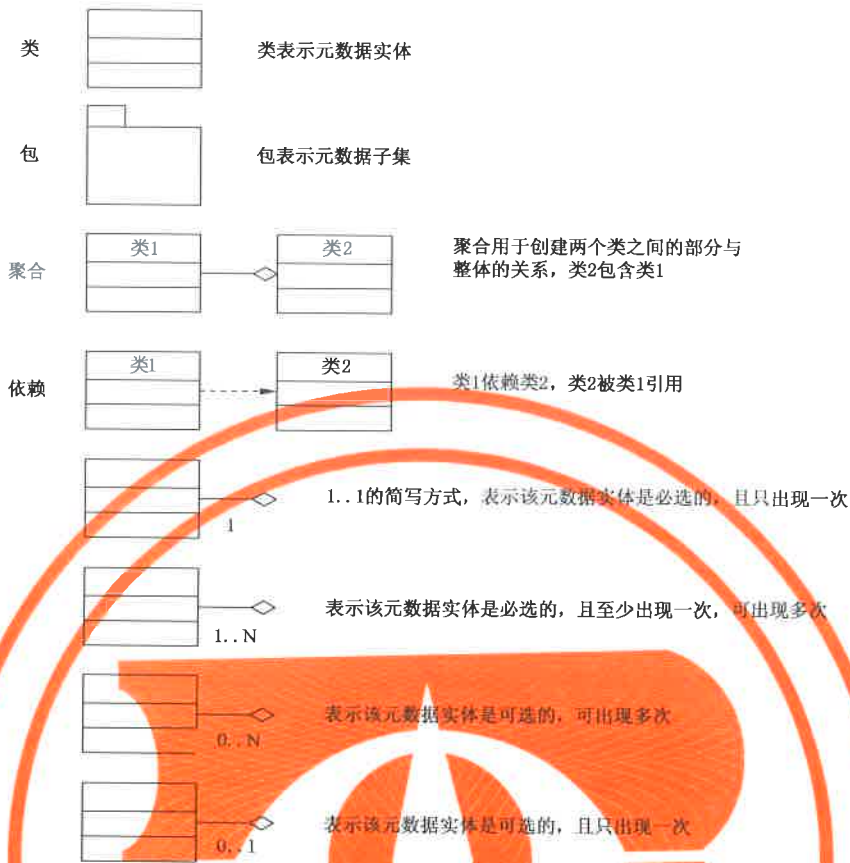 类
类表示元数据实体
包
包表示元数据子集
聚合
类1
类2
聚合用于创建两个类之间的部分与
整体的关系，类2包含类1
依赖
类1
类2
类1依赖类2，类2被类1引用
1
1..1的简写方式，表示该元数据实体是必选的，且只出现一次
1..N
表示该元数据实体是必选的，且至少出现一次，可出现多次
0..N
表示该元数据实体是可选的，可出现多次
0..1
表示该元数据实体是可选的，且只出现一次